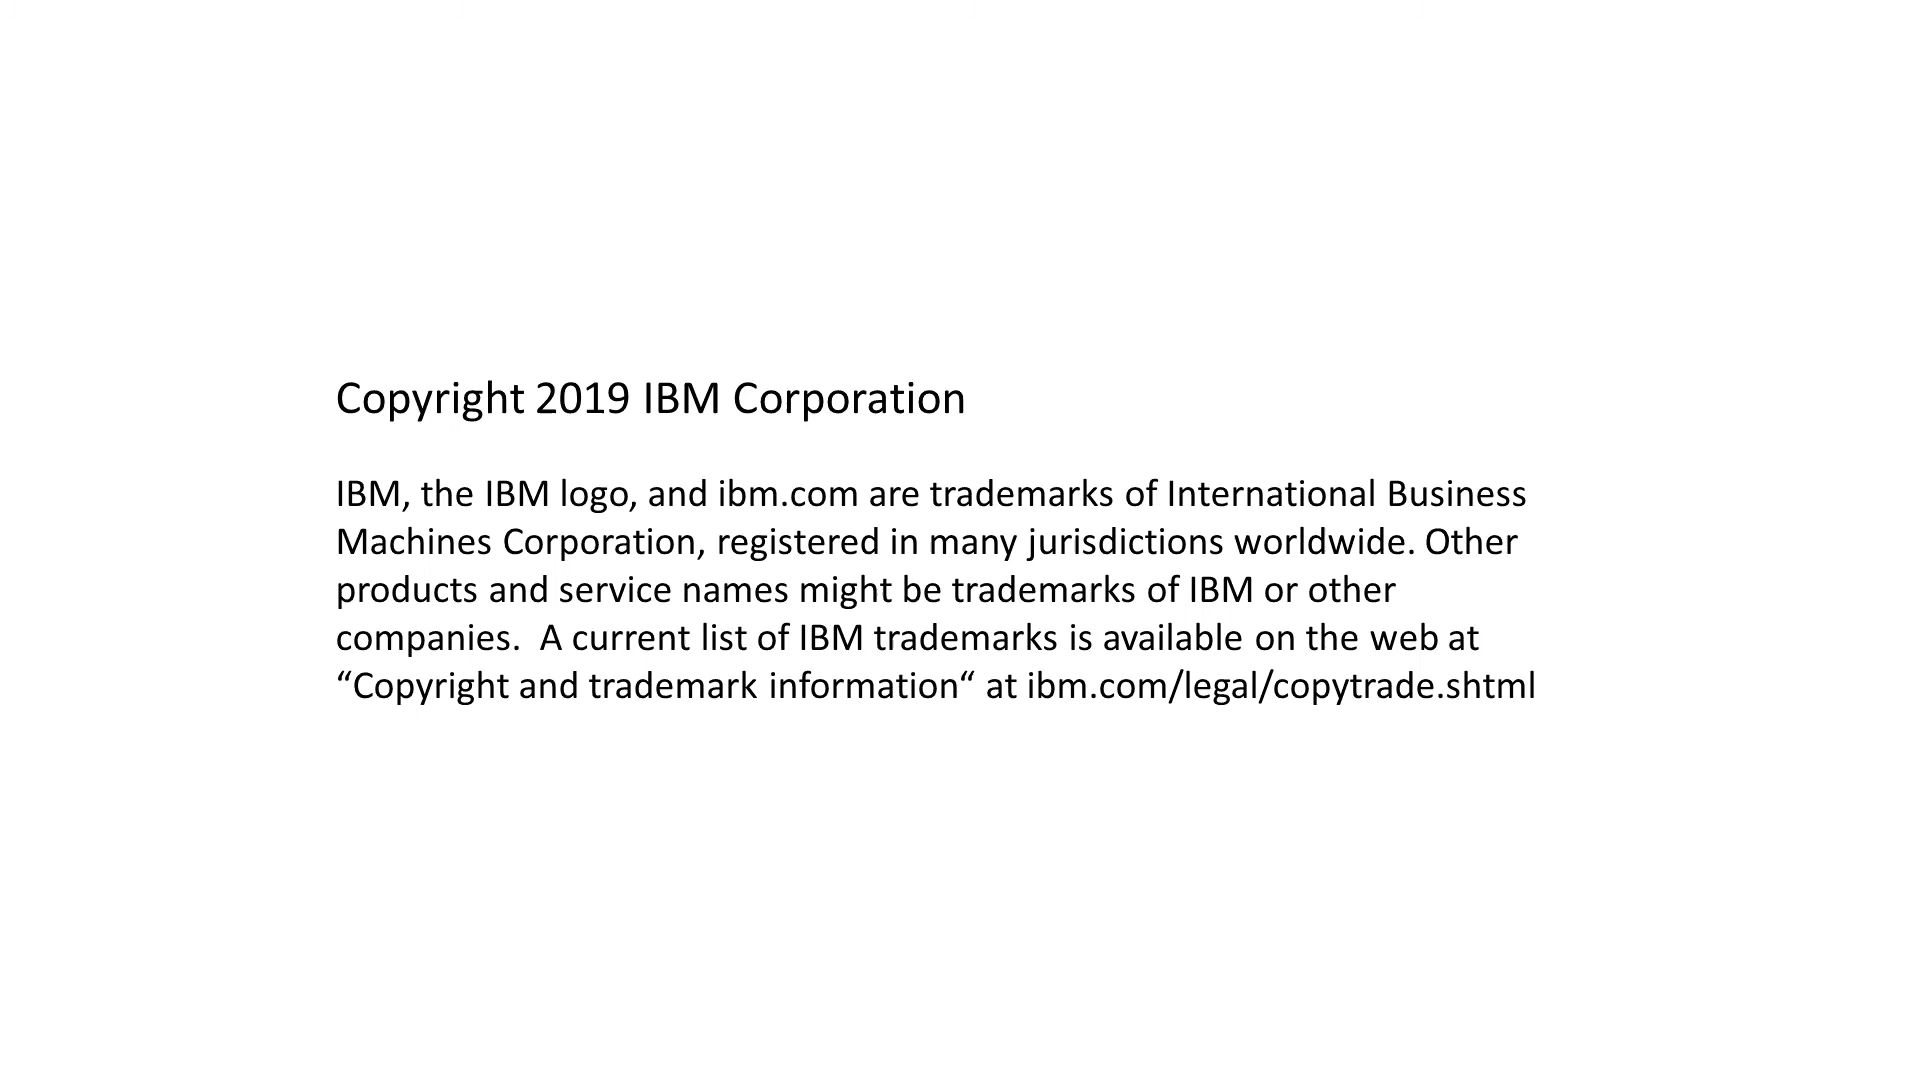 Copyright 2019 IBM Corporation
IBM, the IBM logo, and ibm.com are trademarks of International Business
Machines Corporation, registered in many jurisdictions worldwide. Other
products and service names might be trademarks of IBM or other
companies.  A current list of IBM trademarks is available on the web at
“Copyright and trademark information“ at ibm.com/legal/copytrade.shtml